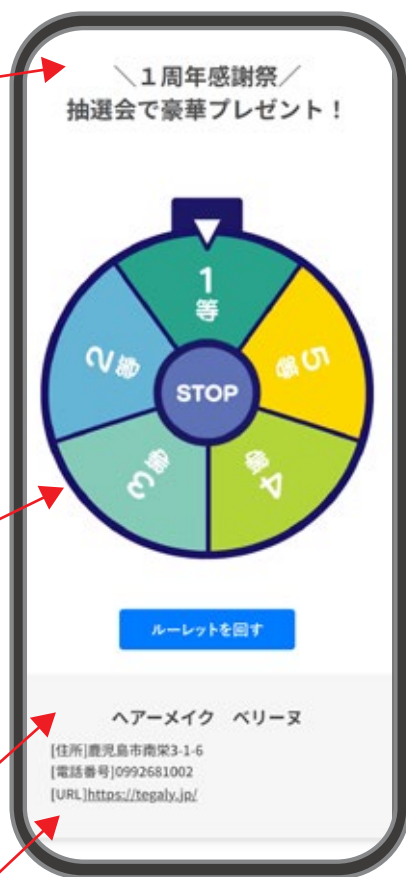 ＼１周年感謝祭／
抽選会で豪華プレゼント！
1
等
2等
5等
STOP
3等
4等
ルーレットを回す
ヘアーメイク　ベリーヌ
[住所]鹿児島市南栄3-1-6
[電話番号]0992681002
[URL]https://tegaly.jp/